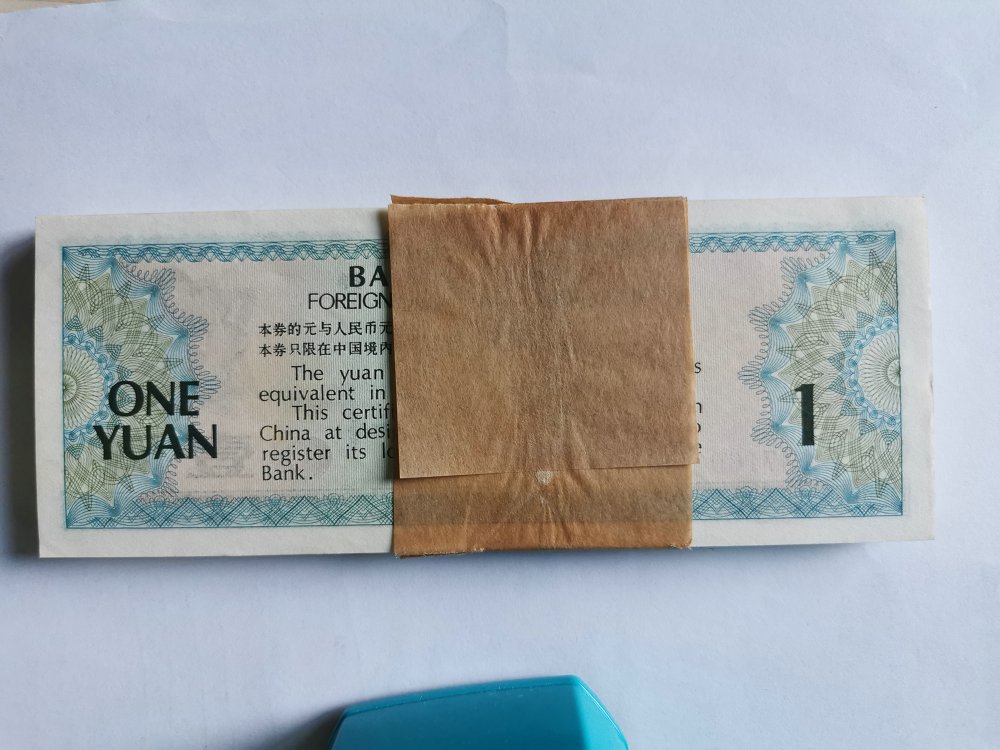 BA
FOREIGN
本券的元与人民币元
本券只限在中国境内
The yuan s
equivalent in
This certifi n
China at desi o
register its lo e
Bank.
ONE
YUAN
1